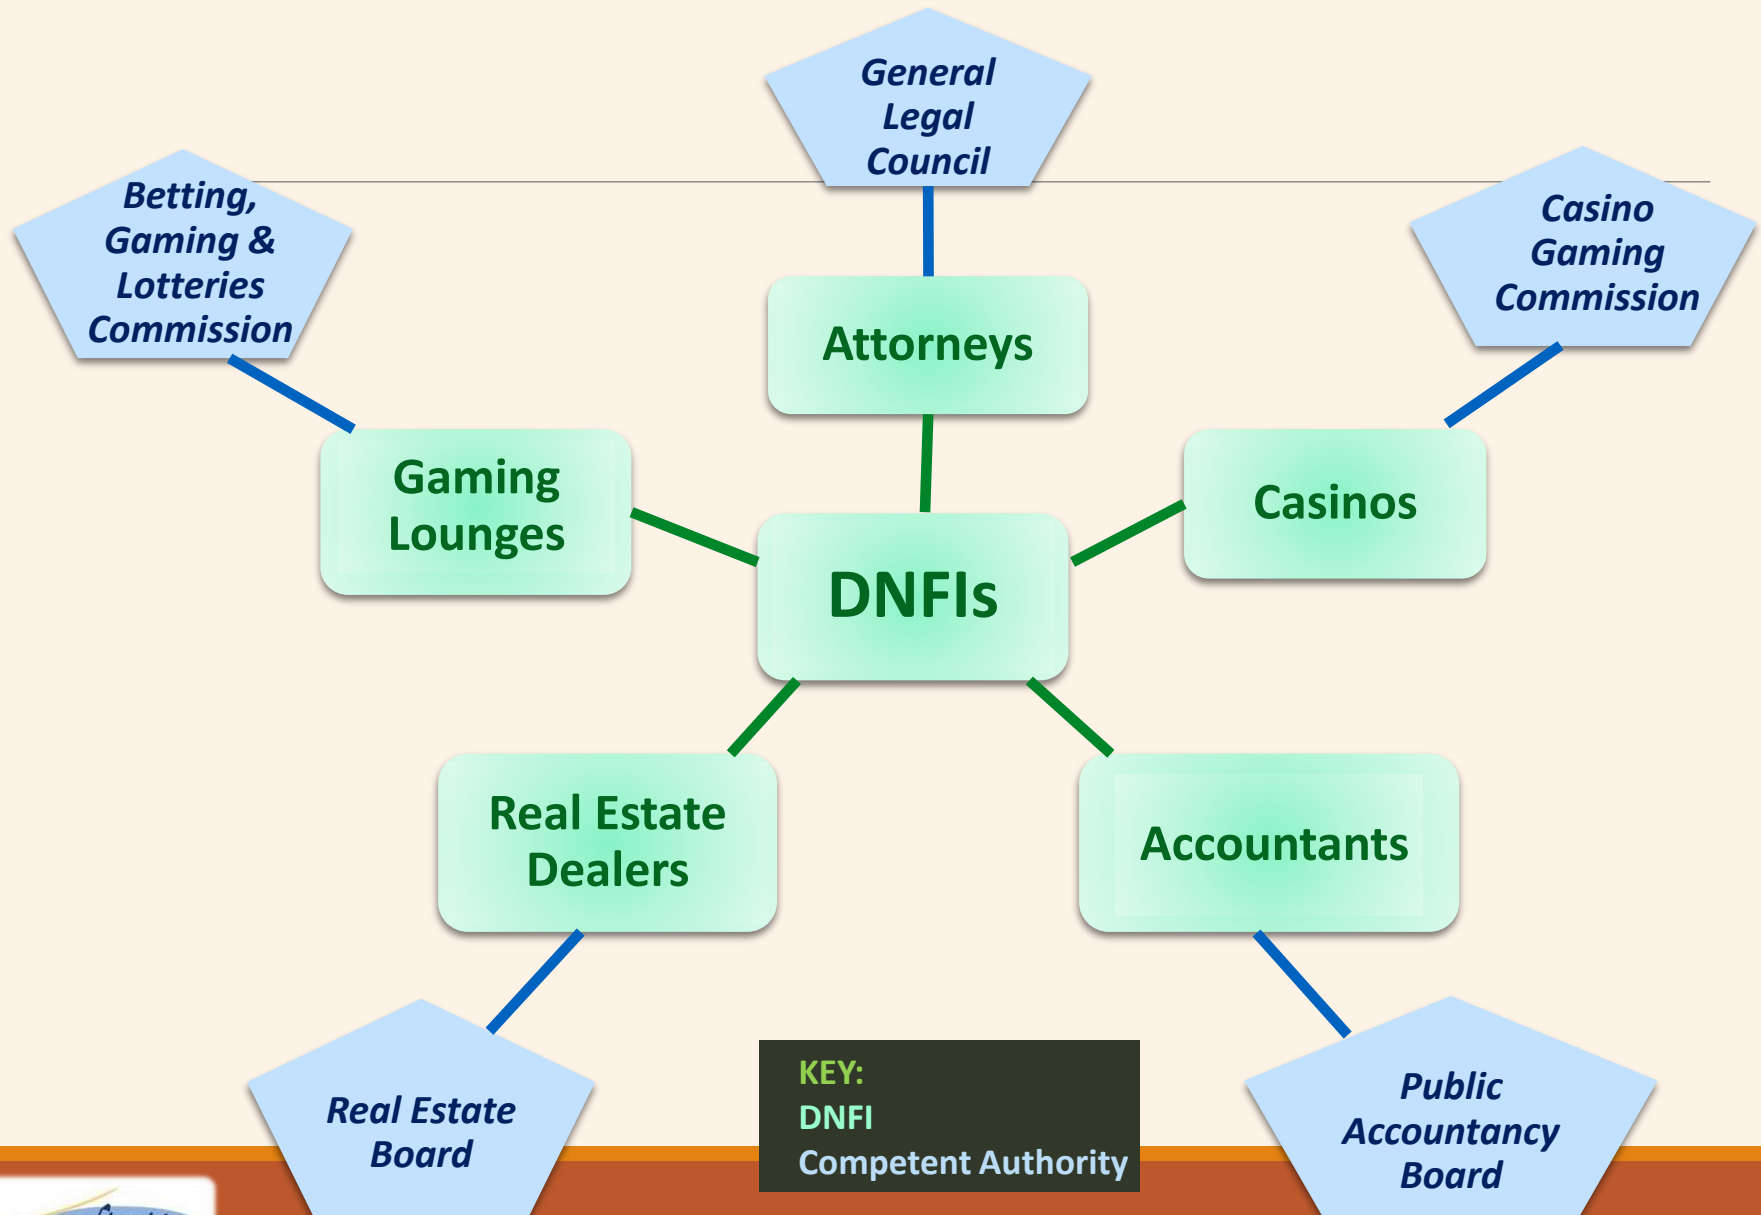 General
Legal
Council
Betting,
Gaming &
Lotteries
Commission
Casino
Gaming
Commission
Attorneys
Gaming
Lounges
Casinos
DNFIs
Real Estate
Dealers
Accountants
Real Estate
Board
KEY:
DNFI
Competent Authority
Public
Accountancy
Board